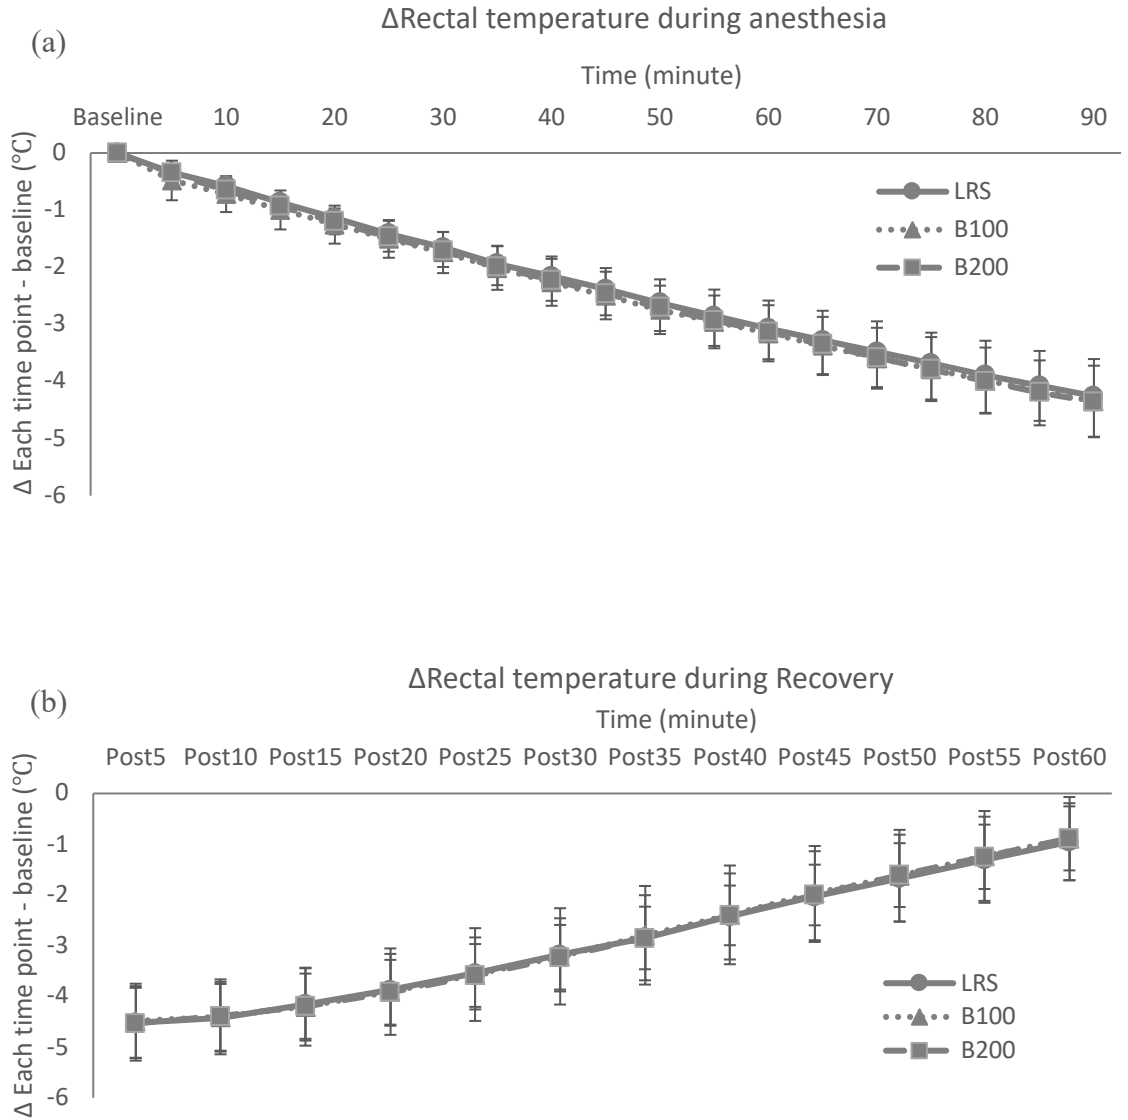 ΔRectal temperature during anesthesia
(a)
Time (minute)
Baseline 10 20 30 40 50 60 70 80 90
Δ Each time point - baseline (°C)
0
-1
-2
-3
-4
-5
-6
LRS
B100
B200
ΔRectal temperature during Recovery
(b)
Time (minute)
Post5 Post10 Post15 Post20 Post25 Post30 Post35 Post40 Post45 Post50 Post55 Post60
Δ Each time point - baseline (°C)
0
-1
-2
-3
-4
-5
-6
LRS
B100
B200